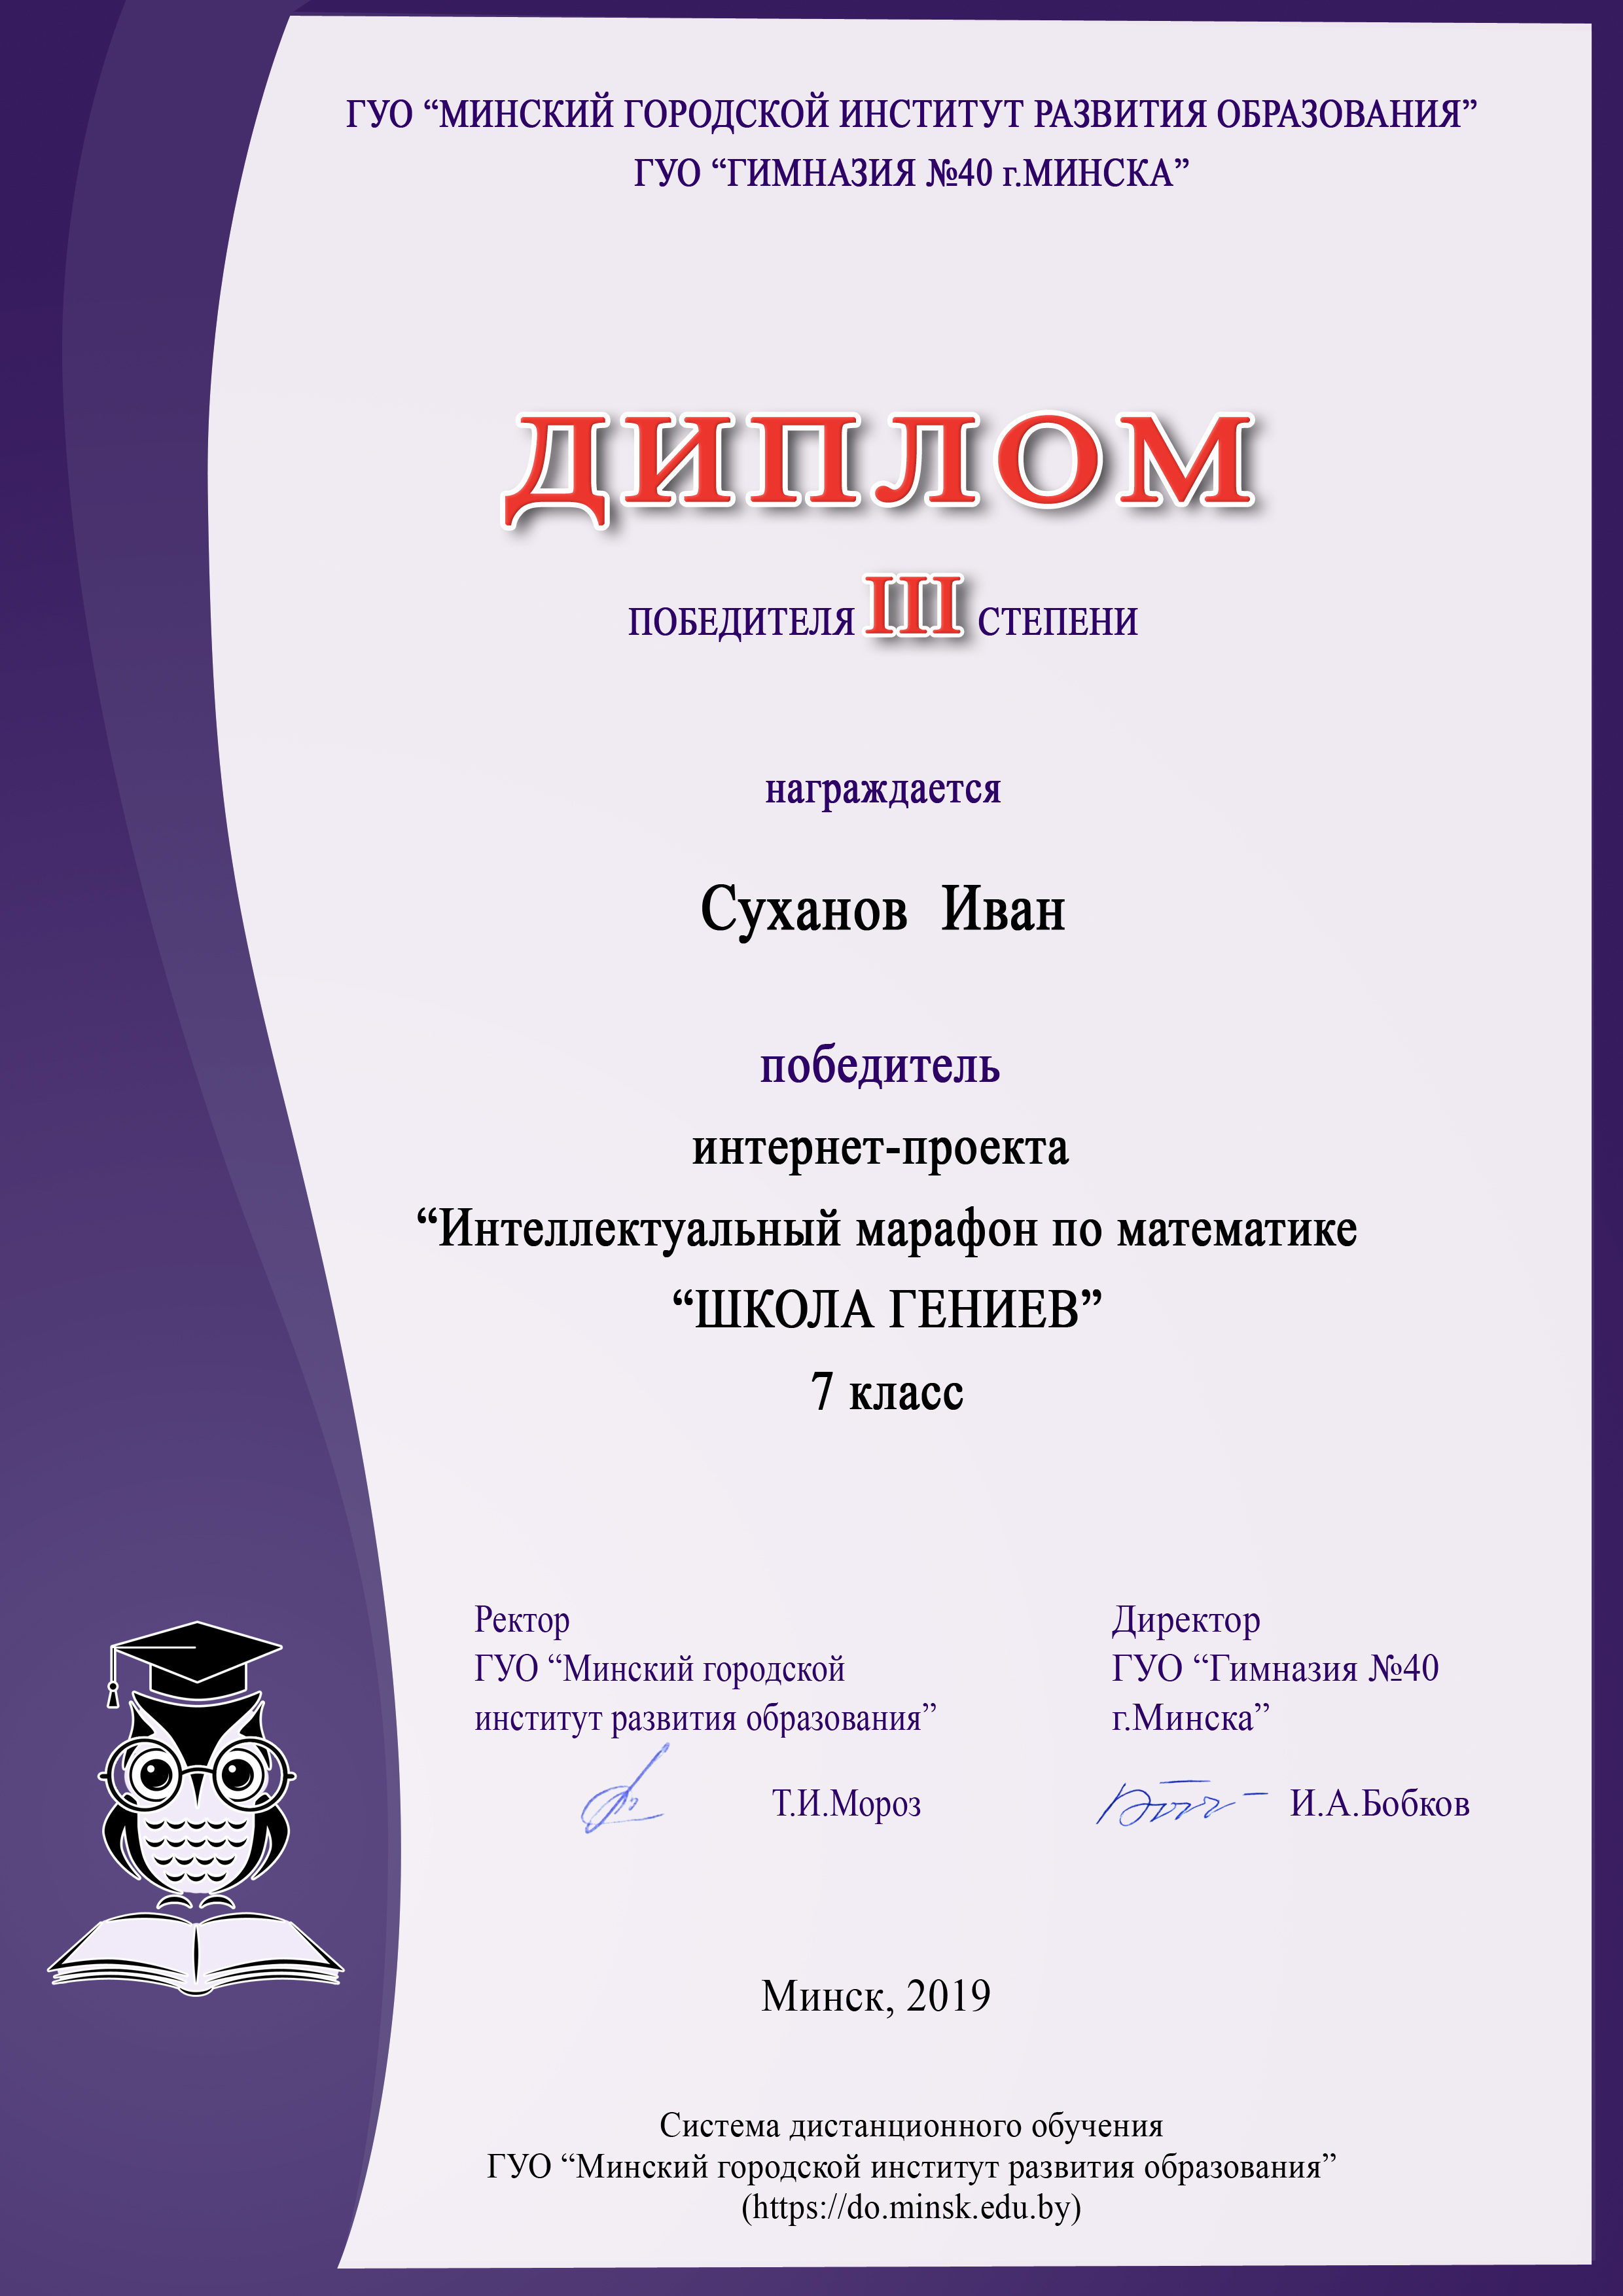 ГУО “МИНСКИЙ ГОРОДСКОЙ ИНСТИТУТ РАЗВИТИЯ ОБРАЗОВАНИЯ”
ГУО “ГИМНАЗИЯ №40 г.МИНСКА”
ДИПЛОМ
ПОБЕДИТЕЛЯ III СТЕПЕНИ
награждается
Суханов Иван
победитель
интернет-проекта
“Интеллектуальный марафон по математике
“ШКОЛА ГЕНИЕВ”
7 класс
Ректор
ГУО “Минский городской
институт развития образования”
Т.И.Мороз
Директор
ГУО “Гимназия №40
г.Минска”
И.А.Бобков
Минск, 2019
Система дистанционного обучения
ГУО “Минский городской институт развития образования”
(https://do.minsk.edu.by)